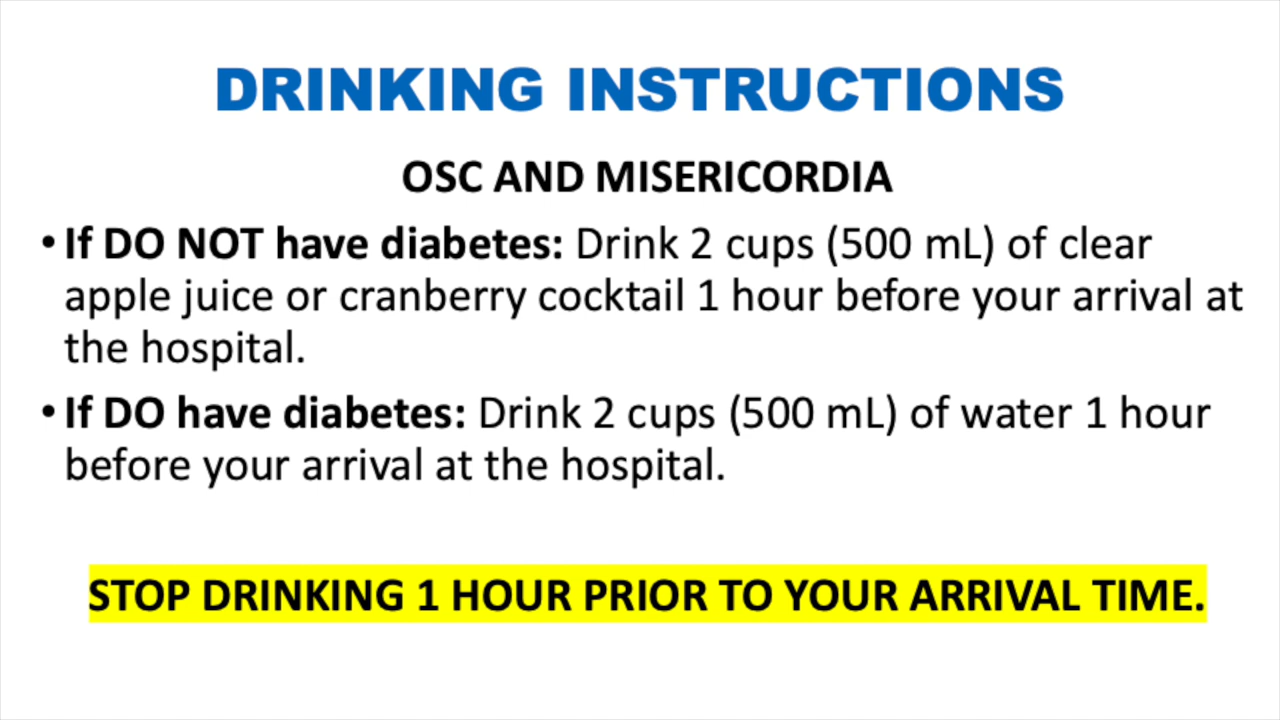 DRINKING INSTRUCTIONS
OSC AND MISERICORDIA
• If DO NOT have diabetes: Drink 2 cups (500 mL) of clear
apple juice or cranberry cocktail 1 hour before your arrival at
the hospital.
• If DO have diabetes: Drink 2 cups (500 mL) of water 1 hour
before your arrival at the hospital.
STOP DRINKING 1 HOUR PRIOR TO YOUR ARRIVAL TIME.